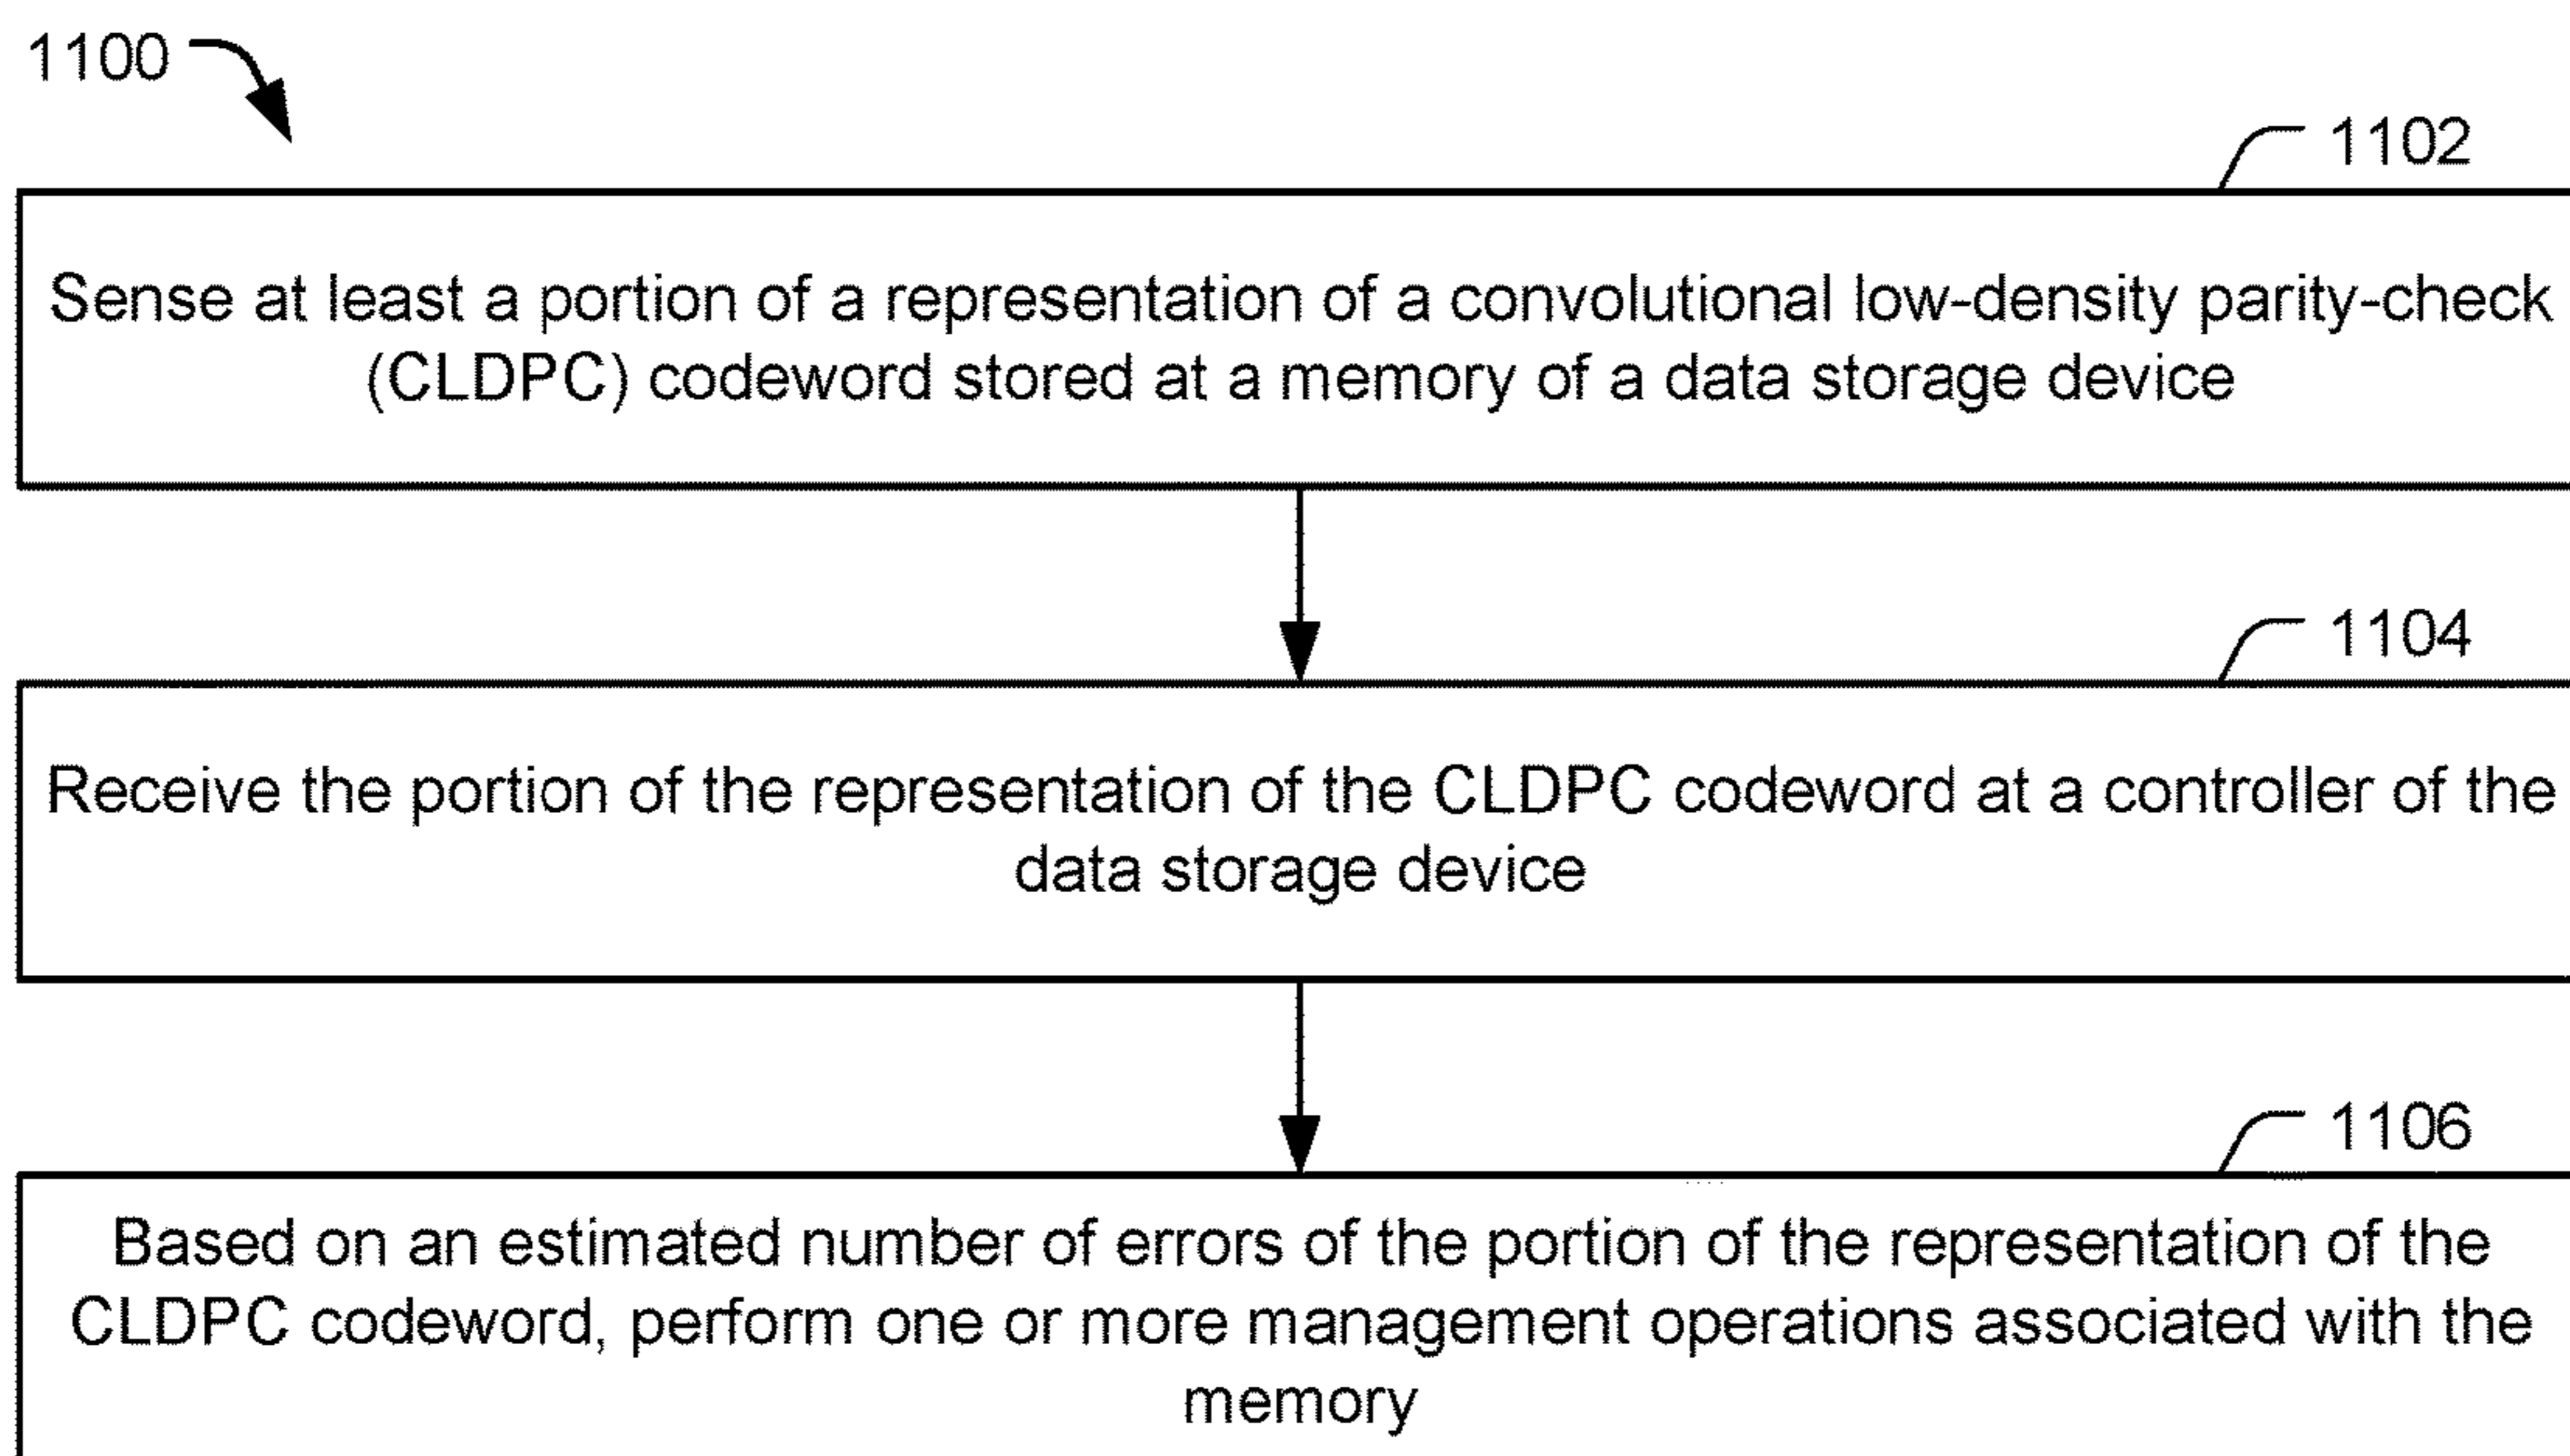 1100
1102
Sense at least a portion of a representation of a convolutional low-density parity-check
(CLDPC) codeword stored at a memory of a data storage device
1104
Receive the portion of the representation of the CLDPC codeword at a controller of the
data storage device
1106
Based on an estimated number of errors of the portion of the representation of the
CLDPC codeword, perform one or more management operations associated with the
memory